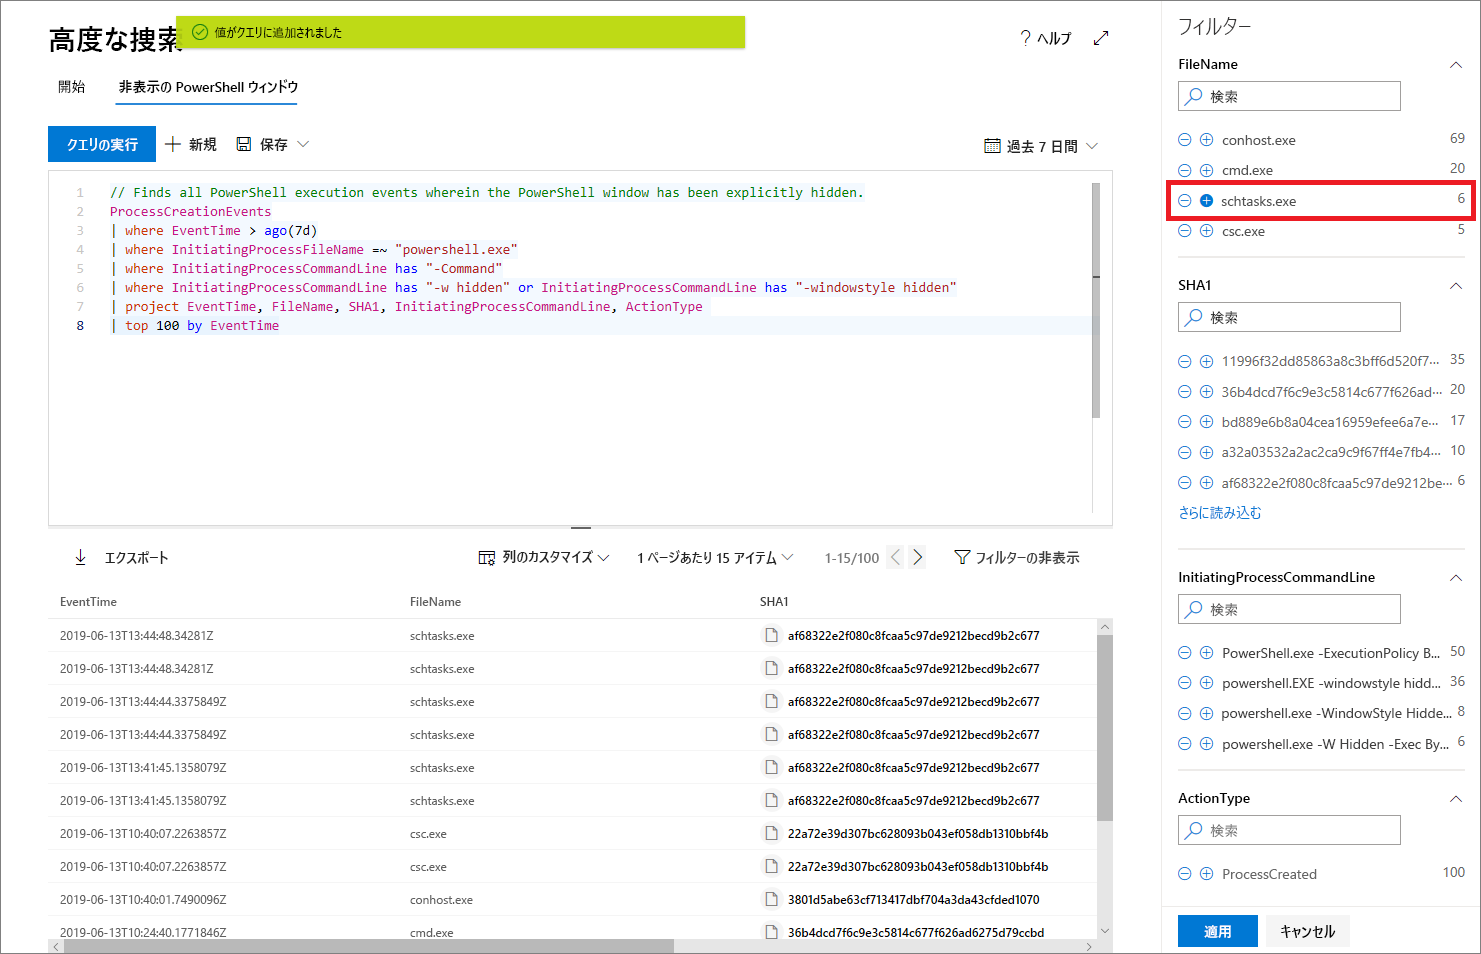 高度な捜索
値がクエリに追加されました
ヘルプ
開始
非表示の PowerShell ウィンドウ
クエリの実行
新規
保存
過去 7 日間
1 // Finds all PowerShell execution events wherein the PowerShell window has been explicitly hidden.
2 ProcessCreationEvents
3 | where EventTime > ago(7d)
4 | where InitiatingProcessFileName =~ "powershell.exe"
5 | where InitiatingProcessCommandLine has "-Command"
6 | where InitiatingProcessCommandLine has "-w hidden" or InitiatingProcessCommandLine has "-windowstyle hidden"
7 | project EventTime, FileName, SHA1, InitiatingProcessCommandLine, ActionType
8 | top 100 by EventTime
エクスポート
列のカスタマイズ
1 ページあたり 15 アイテム
1-15/100
フィルターの非表示
EventTime FileName SHA1
2019-06-13T13:44:48.34281Z schtasks.exe af68322e2f080c8fcaa5c97de9212becd9b2c677
2019-06-13T13:44:48.34281Z schtasks.exe af68322e2f080c8fcaa5c97de9212becd9b2c677
2019-06-13T13:44:44.3375849Z schtasks.exe af68322e2f080c8fcaa5c97de9212becd9b2c677
2019-06-13T13:44:44.3375849Z schtasks.exe af68322e2f080c8fcaa5c97de9212becd9b2c677
2019-06-13T13:41:45.1358079Z schtasks.exe af68322e2f080c8fcaa5c97de9212becd9b2c677
2019-06-13T13:41:45.1358079Z schtasks.exe af68322e2f080c8fcaa5c97de9212becd9b2c677
2019-06-13T10:40:07.2263857Z csc.exe 22a72e39d307bc628093b043ef058db1310bbf4b
2019-06-13T10:40:07.2263857Z csc.exe 22a72e39d307bc628093b043ef058db1310bbf4b
2019-06-13T10:40:01.7490096Z conhost.exe 3801d5abe63cf713417dbf704a3da43cfded1070
2019-06-13T10:24:40.1771846Z cmd.exe 36b4dcd7f6c9e3c5814c677f626ad6275d79ccbd
フィルター
FileName
検索
conhost.exe 69
cmd.exe 20
schtasks.exe 6
csc.exe 5
SHA1
検索
11996f32dd85863a8c3bff6d520f7... 35
36b4dcd7f6c9e3c5814c677f626ad... 20
bd889e6b8a04cea16959efee6a7e... 17
a32a03532a2ac2ca9c9f67ff4e7fb4... 10
af68322e2f080c8fcaa5c97de9212be... 6
さらに読み込む
InitiatingProcessCommandLine
検索
PowerShell.exe -ExecutionPolicy B... 50
powershell.EXE -windowstyle hidd... 36
powershell.exe -WindowStyle Hidde... 8
powershell.exe -W Hidden -Exec By... 6
ActionType
検索
ProcessCreated 100
適用
キャンセル